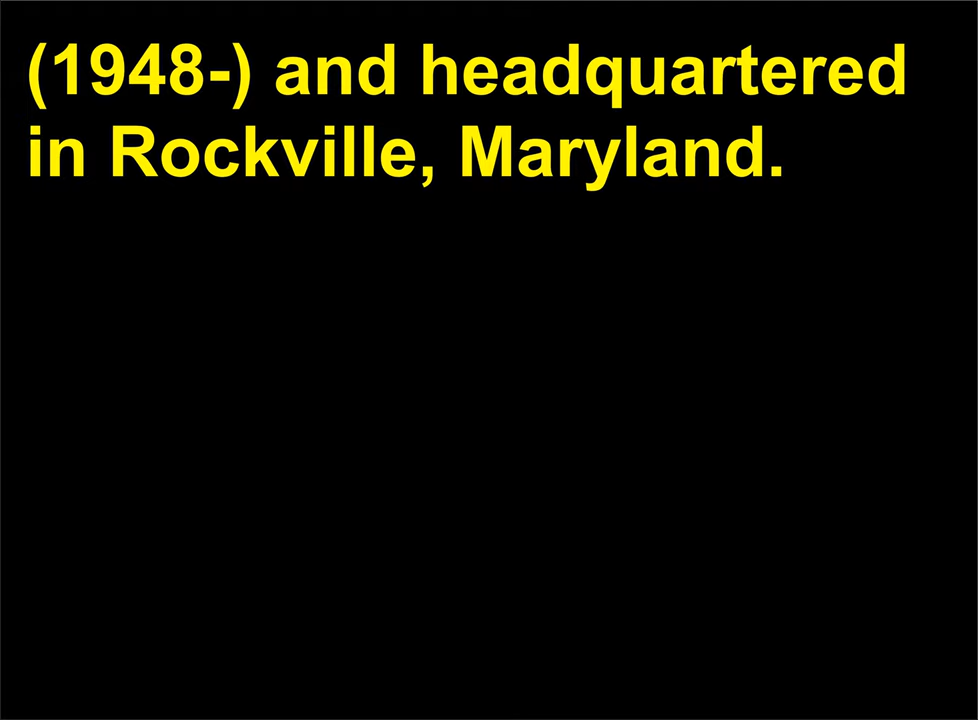 (1948-) and headquartered
in Rockville, Maryland.